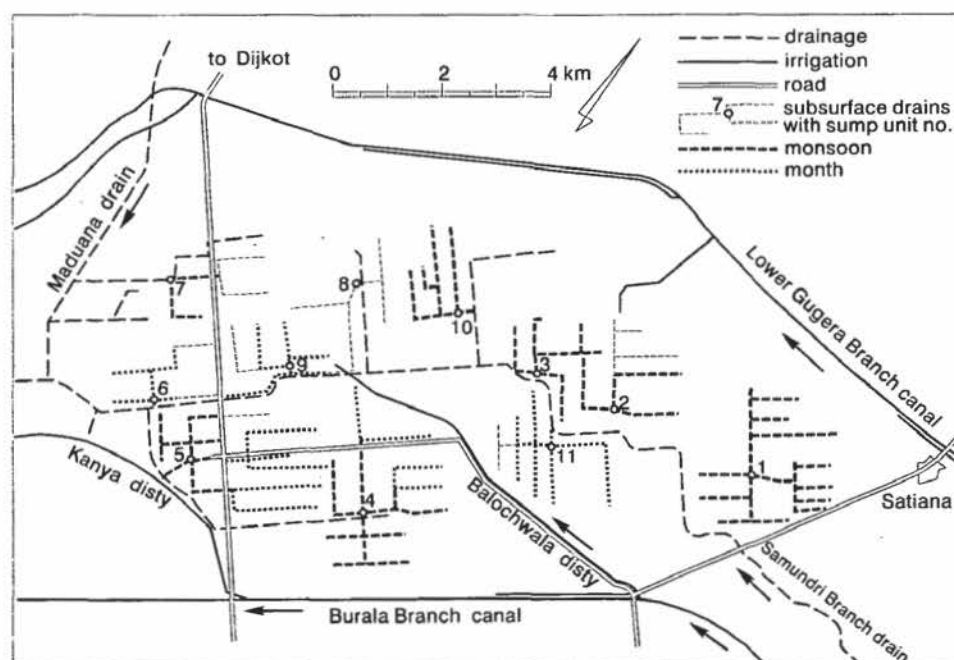 to Dijkot
0 2 4 km
drainage
irrigation
road
7
subsurface drains
with sump unit no.
monsoon
month
Maduana drain
7
8
10
Lower Gugera Branch canal
9
3
6
2
5
11
1
Kanya disty
4
Balochwala disty
Satiana
Samundri Branch drain
Burala Branch canal